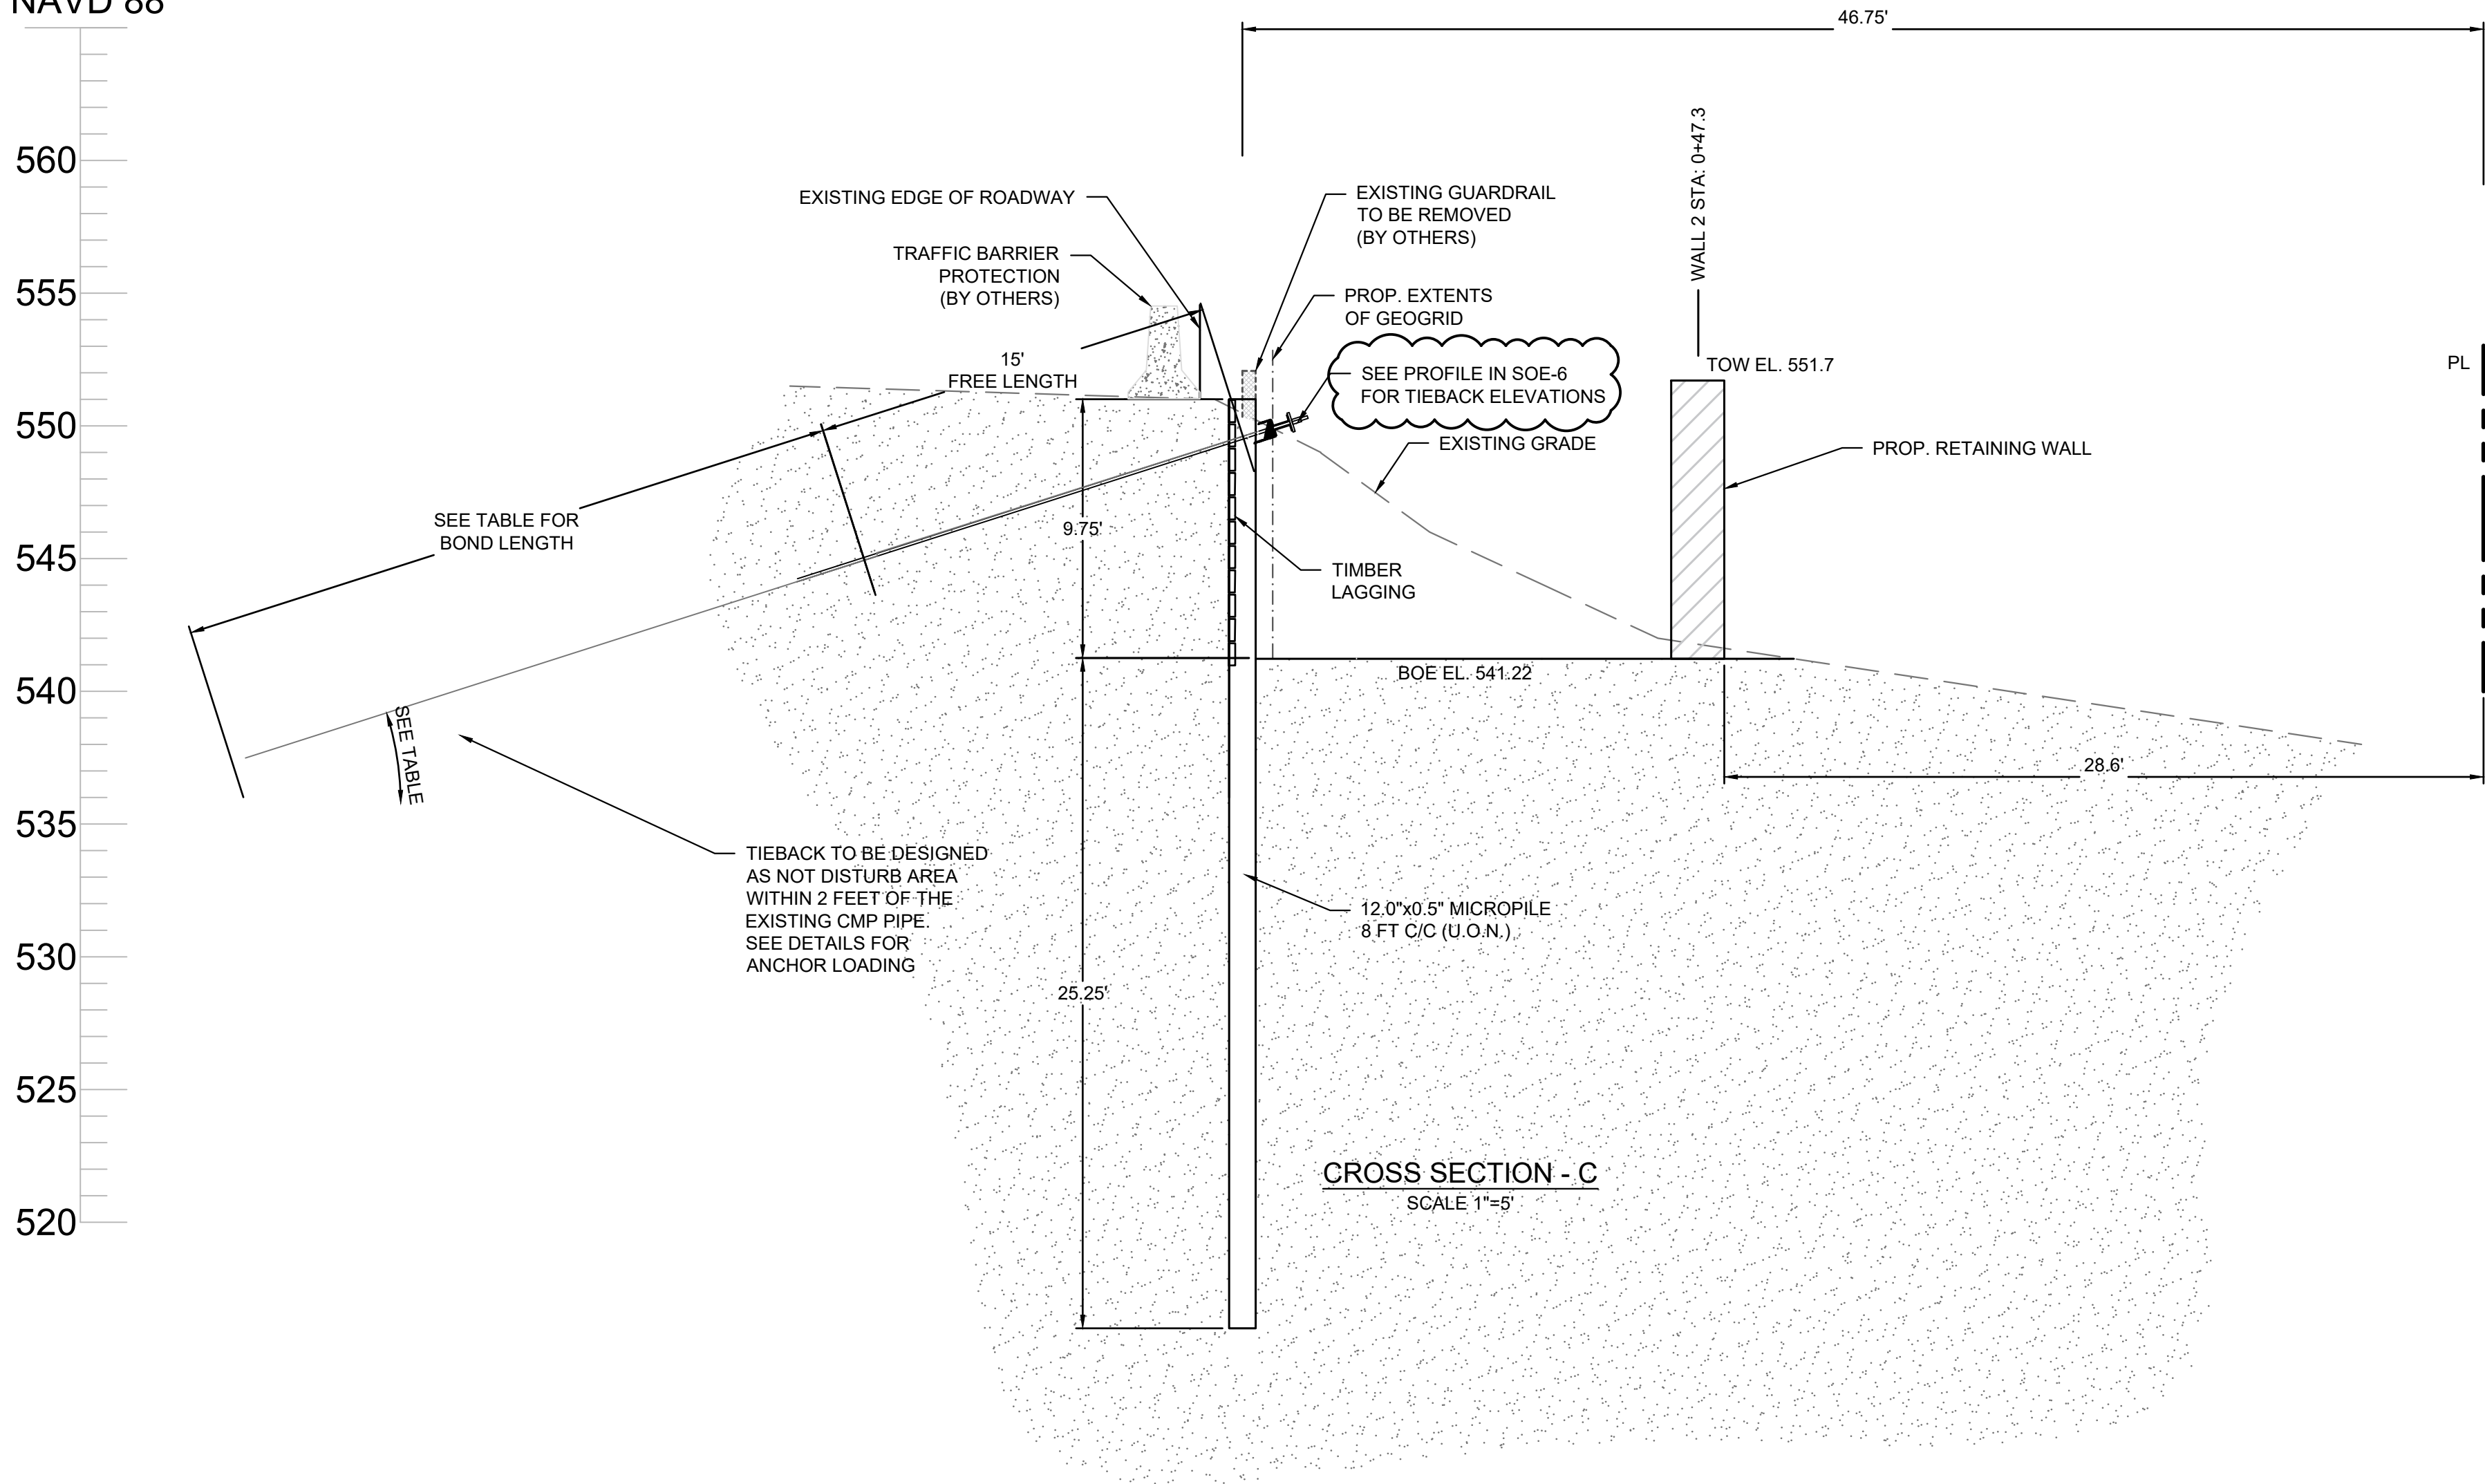 NAVD 88
46.75'
560
555
550
545
540
535
530
525
520
EXISTING EDGE OF ROADWAY
TRAFFIC BARRIER
PROTECTION
(BY OTHERS)
EXISTING GUARDRAIL
TO BE REMOVED
(BY OTHERS)
PROP. EXTENTS
OF GEOGRID
WALL 2 STA: 0+47.3
TOW EL. 551.7
PL
15'
FREE LENGTH
SEE PROFILE IN SOE-6
FOR TIEBACK ELEVATIONS
EXISTING GRADE
PROP. RETAINING WALL
SEE TABLE FOR
BOND LENGTH
9.75'
TIMBER
LAGGING
BOE EL. 541.22
SEE TABLE
28.6'
TIEBACK TO BE DESIGNED
AS NOT DISTURB AREA
WITHIN 2 FEET OF THE
EXISTING CMP PIPE.
SEE DETAILS FOR
ANCHOR LOADING
12.0"x0.5" MICROPILE
8 FT C/C (U.O.N.)
25.25'
CROSS SECTION - C
SCALE 1"=5'